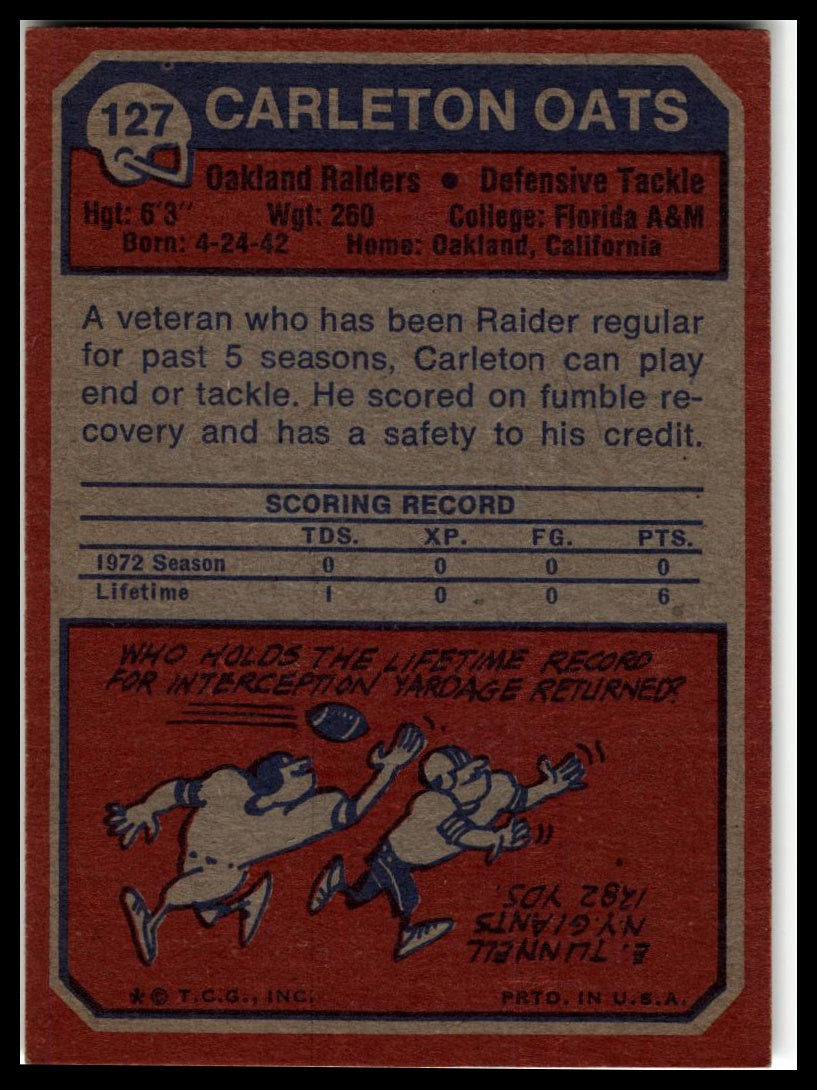 127
CARLETON OATS
Oakland Raiders • Defensive Tackle
Hgt: 6'3" Wgt: 260 College: Florida A&M
Born: 4-24-42 Home: Oakland, California
A veteran who has been Raider regular
for past 5 seasons, Carleton can play
end or tackle. He scored on fumble re-
covery and has a safety to his credit.
SCORING RECORD
TDS. XP. FG. PTS.
1972 Season 0 0 0 0
Lifetime 1 0 0 6
WHO HOLDS THE LIFETIME RECORD
FOR INTERCEPTION YARDAGE RETURNED?
E. TUNNELL
N.Y. GIANTS
1282 YDS.
* © T.C.G., INC.
PRTD. IN U.S.A.